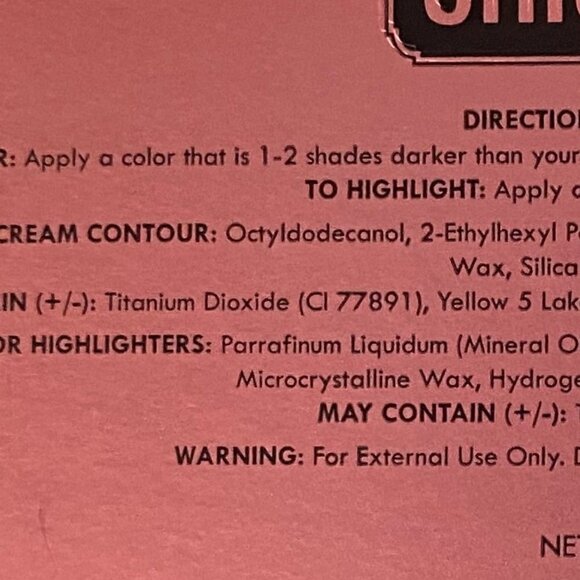 DIRECTIO
R: Apply a color that is 1-2 shades darker than your
TO HIGHLIGHT: Apply
CREAM CONTOUR: Octyldodecanol, 2-Ethylhexyl P
Wax, Silica
IN (+/-): Titanium Dioxide (CI 77891), Yellow 5 Lak
OR HIGHLIGHTERS: Parrafinum Liquidum (Mineral O
Microcrystalline Wax, Hydroge
MAY CONTAIN (+/-): T
WARNING: For External Use Only. D
NE